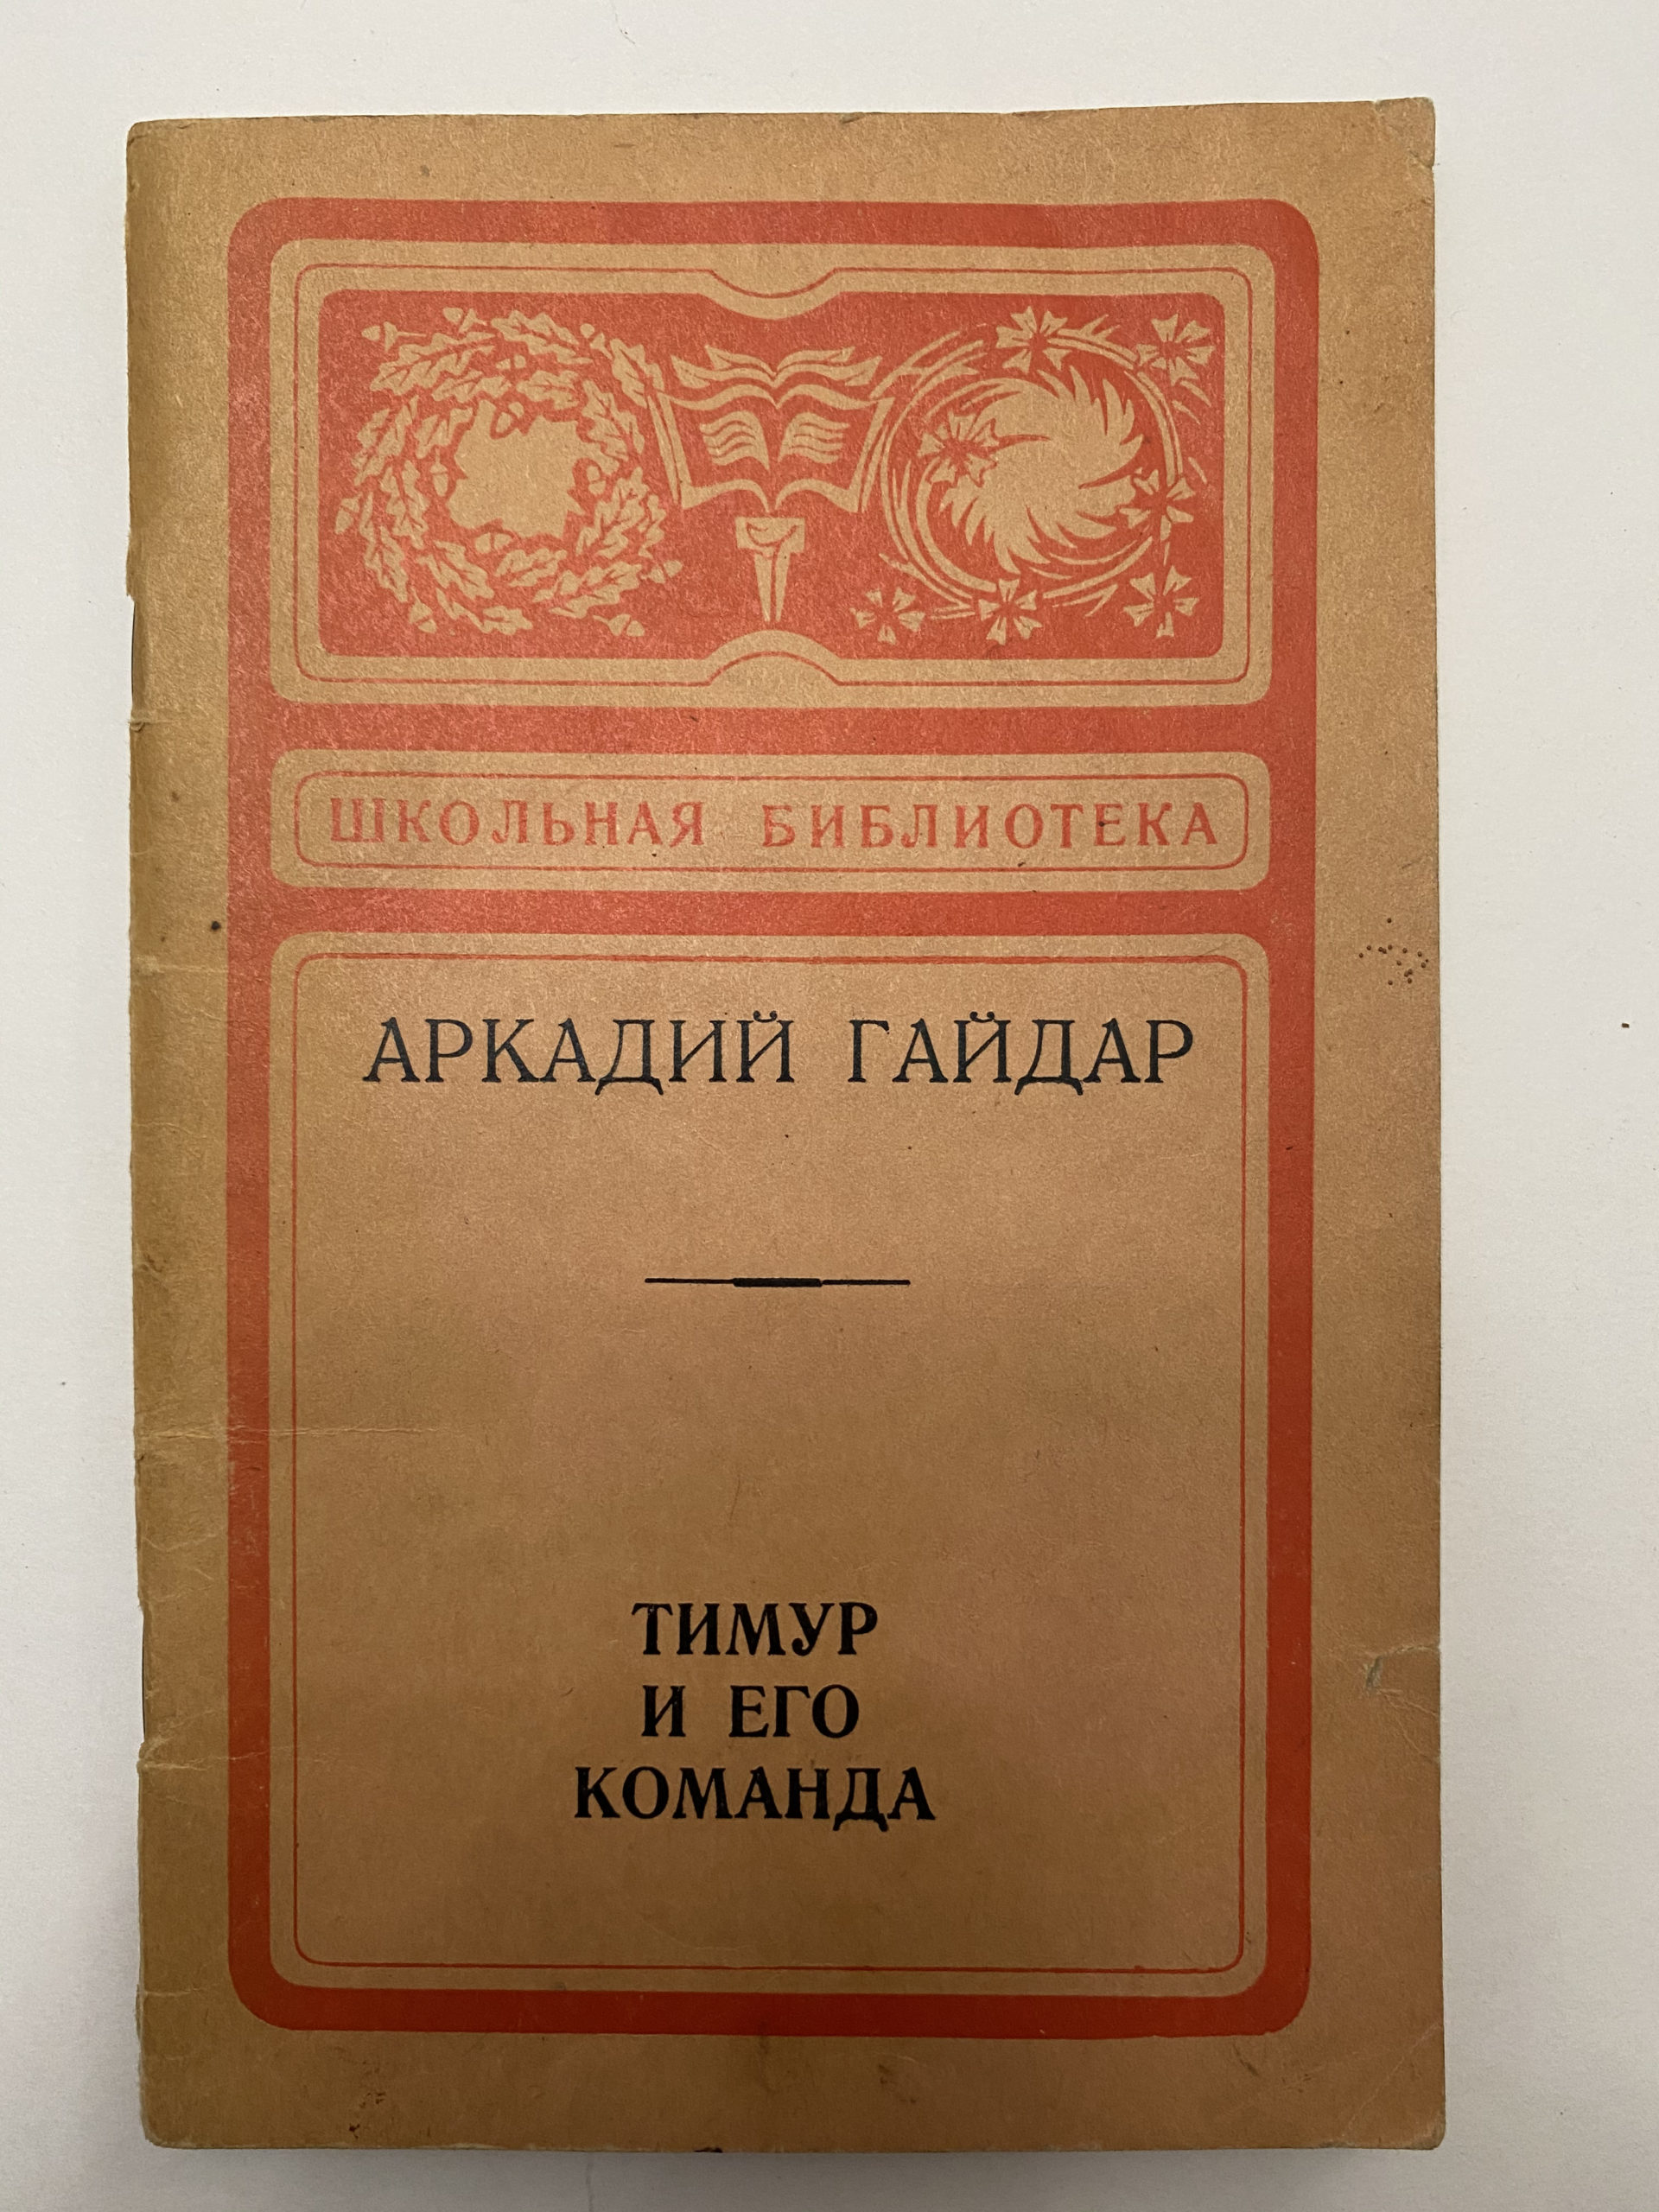 ШКОЛЬНАЯ БИБЛИОТЕКА
АРКАДИЙ ГАЙДАР
ТИМУР
И ЕГО
КОМАНДА